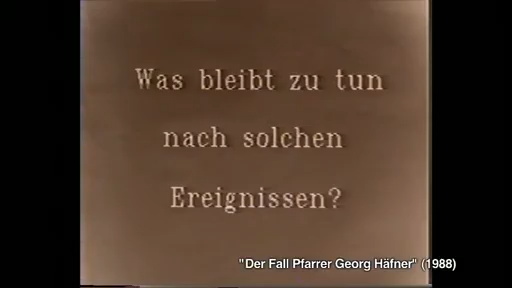 Was bleibt zu tun
nach solchen
Ereignissen?
"Der Fall Pfarrer Georg Häfner" (1988)